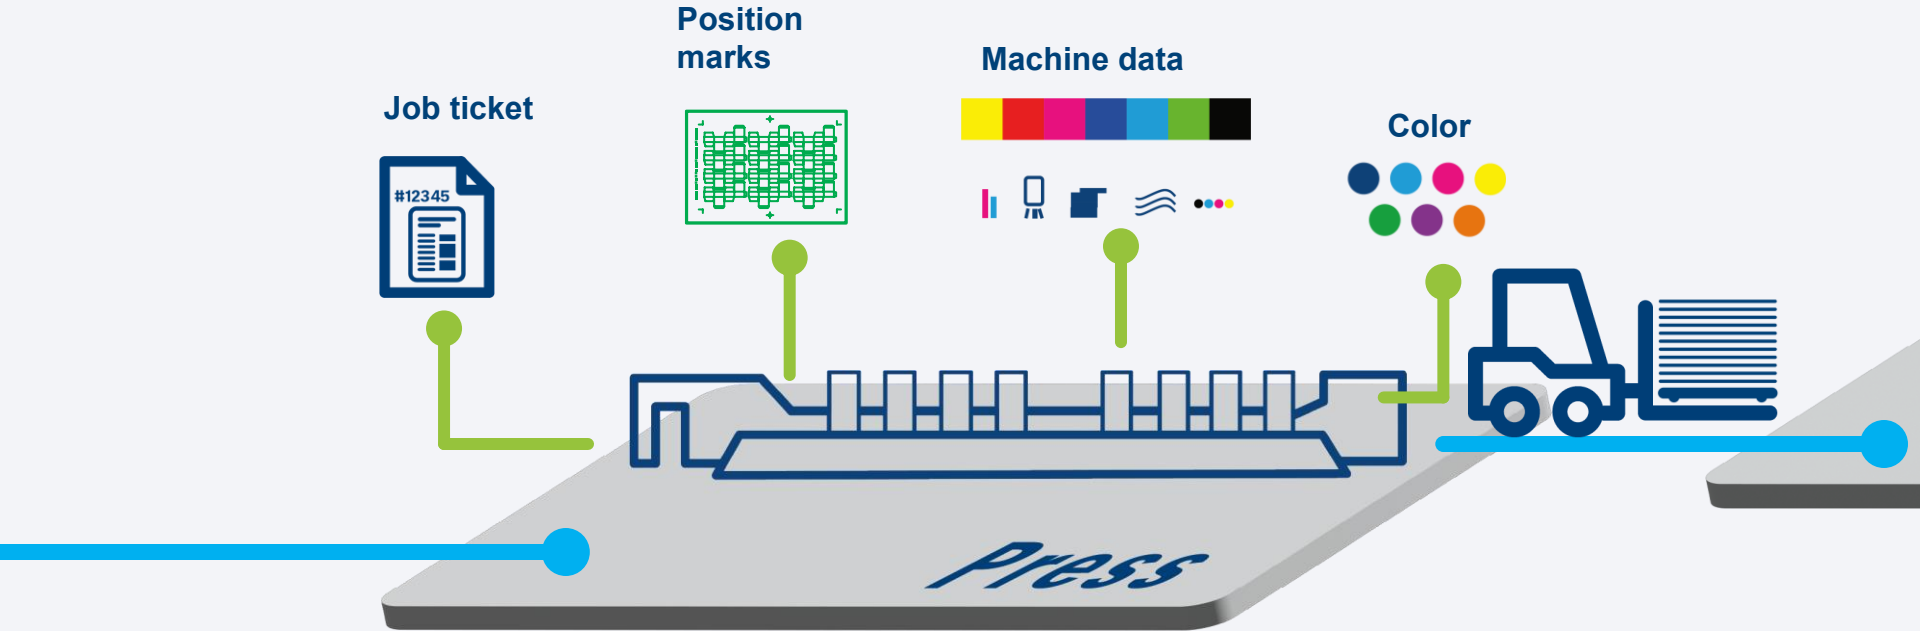 Position
marks
Machine data
Job ticket
Color
#12345
Press